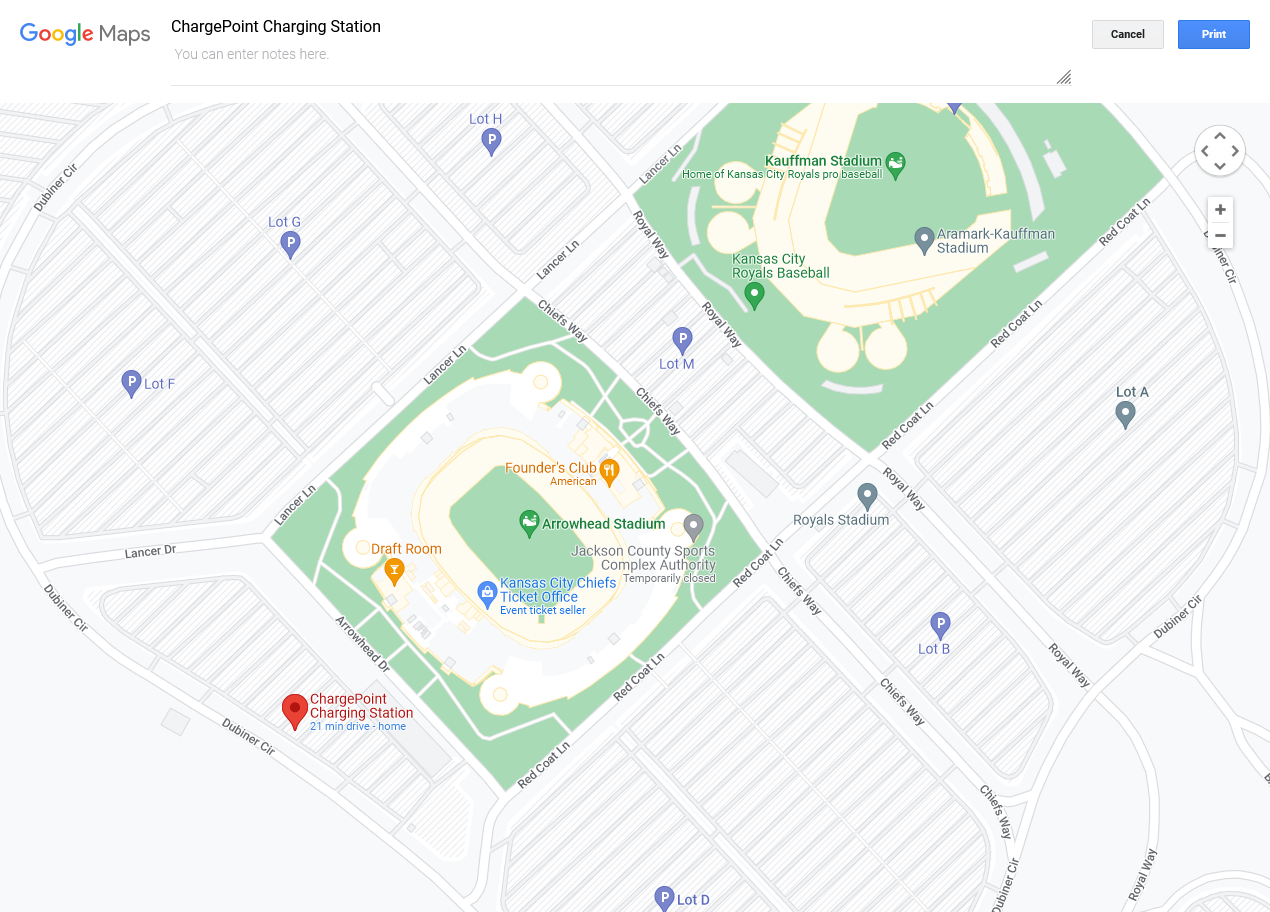 Google Maps
ChargePoint Charging Station
You can enter notes here.
Cancel
Print
Lot H
P
Dubiner Cir
Lancer Ln
Kauffman Stadium
Home of Kansas City Royals pro baseball
Lot G
P
Royal Way
Red Coat Ln
Aramark-Kauffman
Stadium
Lancer Ln
Kansas City
Royals Baseball
Chiefs Way
Royal Way
Red Coat Ln
P
Lot M
Lancer Ln
P
Lot F
Chiefs Way
Lot A
Red Coat Ln
Founder's Club
American
Royal Way
Lancer Ln
Arrowhead Stadium
Royals Stadium
Lancer Dr
Draft Room
Jackson County Sports
Complex Authority
Temporarily closed
Red Coat Ln
Kansas City Chiefs
Ticket Office
Event ticket seller
Chiefs Way
Dubiner Cir
Dubiner Cir
P
Lot B
Arrowhead Dr
Royal Way
Red Coat Ln
Chiefs Way
ChargePoint
Charging Station
21 min drive - home
Dubiner Cir
Red Coat Ln
Chiefs Way
Dubiner Cir
Royal Way
P
Lot D